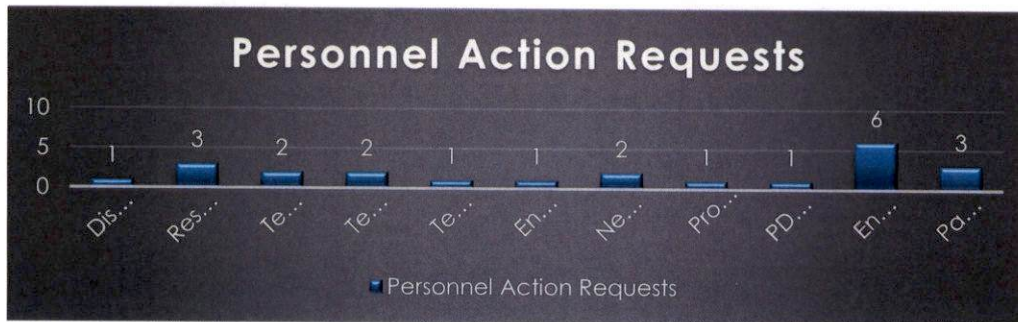 Personnel Action Requests
10
5
0
1
3
2
2
1
1
2
1
1
6
3
Dis...
Res...
Te...
Te...
Te...
En...
Ne...
Pro...
PD...
En...
Pa...
Personnel Action Requests